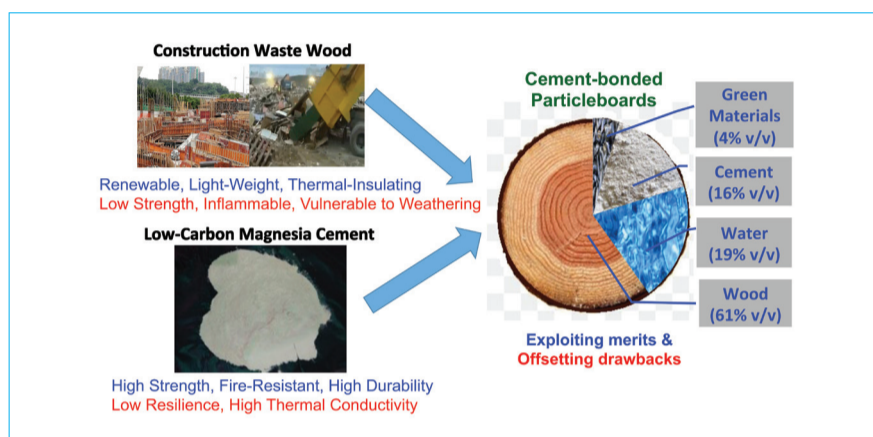 Construction Waste Wood
Renewable, Light-Weight, Thermal-Insulating
Low Strength, Inflammable, Vulnerable to Weathering
Low-Carbon Magnesia Cement
High Strength, Fire-Resistant, High Durability
Low Resilience, High Thermal Conductivity
Cement-bonded
Particleboards
Green
Materials
(4% v/v)
Cement
(16% v/v)
Water
(19% v/v)
Wood
(61% v/v)
Exploiting merits &
Offsetting drawbacks